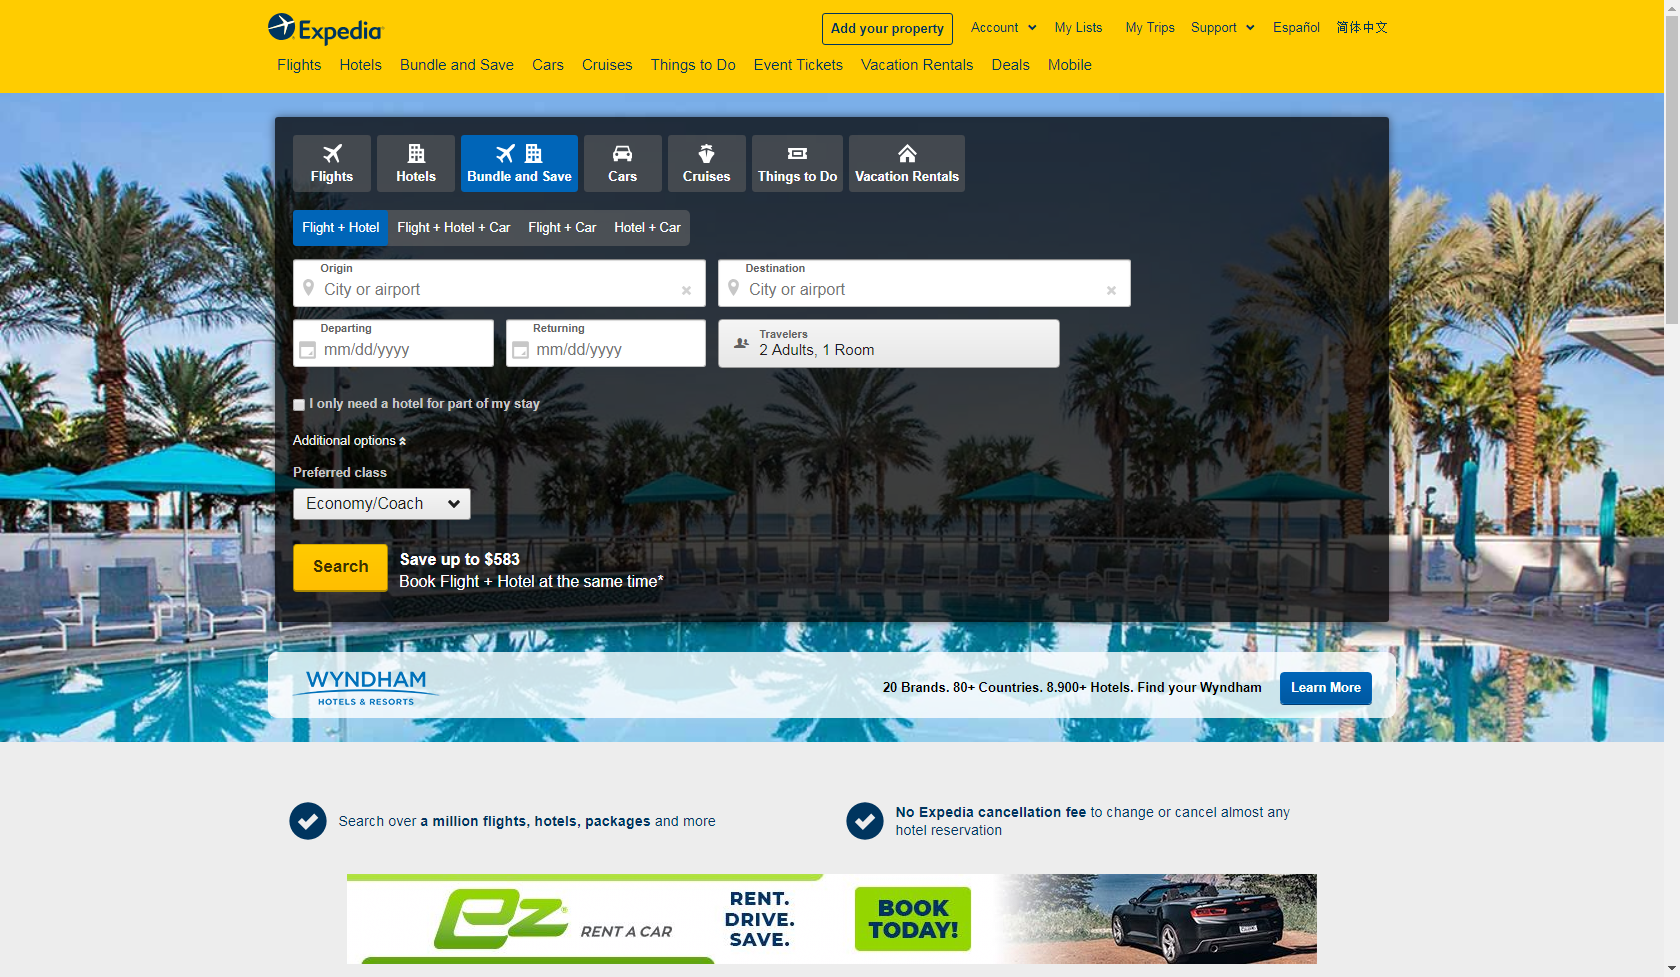 Expedia
Add your property
Account
My Lists
My Trips
Support
Español
简体中文
Flights
Hotels
Bundle and Save
Cars
Cruises
Things to Do
Event Tickets
Vacation Rentals
Deals
Mobile
Flights
Hotels
Bundle and Save
Cars
Cruises
Things to Do
Vacation Rentals
Flight + Hotel
Flight + Hotel + Car
Flight + Car
Hotel + Car
Origin
City or airport
Destination
City or airport
Departing
mm/dd/yyyy
Returning
mm/dd/yyyy
Travelers
2 Adults, 1 Room
I only need a hotel for part of my stay
Additional options
Preferred class
Economy/Coach
Search
Save up to $583
Book Flight + Hotel at the same time*
WYNDHAM
HOTELS & RESORTS
20 Brands. 80+ Countries. 8.900+ Hotels. Find your Wyndham
Learn More
Search over a million flights, hotels, packages and more
No Expedia cancellation fee to change or cancel almost any
hotel reservation
ez
RENT A CAR
RENT.
DRIVE.
SAVE.
BOOK
TODAY!